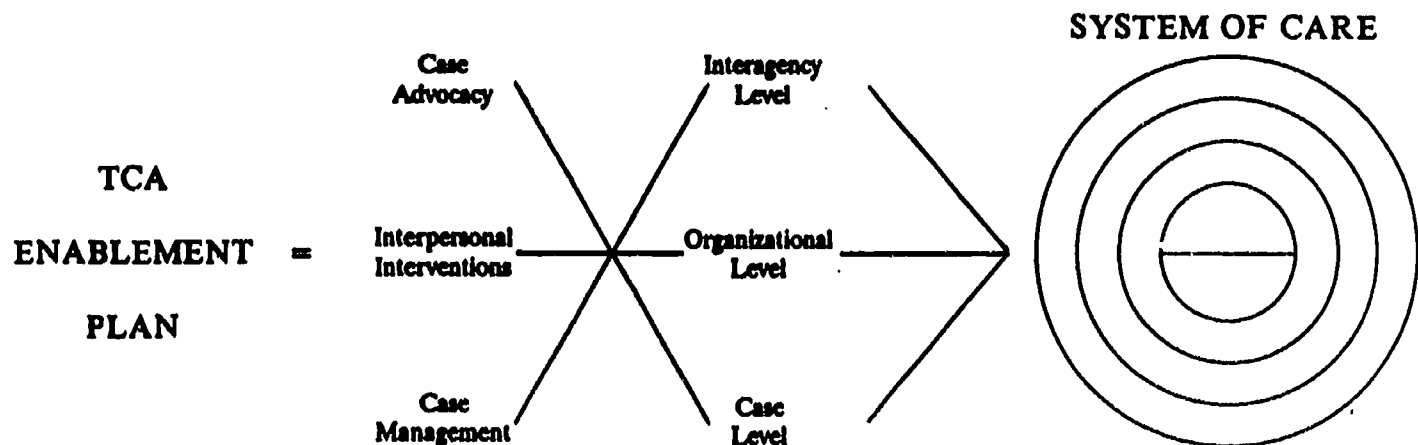 SYSTEM OF CARE
Case
Advocacy
Interagency
Level
TCA
ENABLEMENT =
PLAN
Interpersonal
Interventions
Organizational
Level
Case
Management
Case
Level